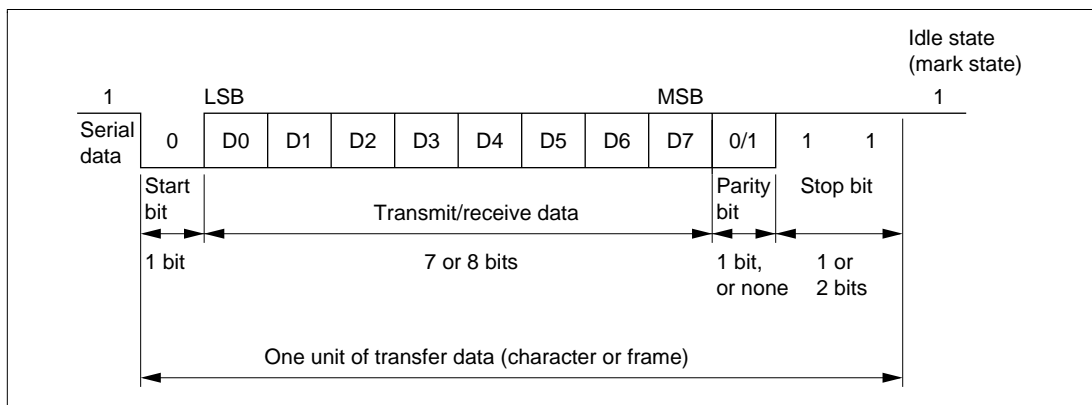 Idle state
(mark state)
1 LSB MSB 1
Serial
data
0 D0 D1 D2 D3 D4 D5 D6 D7 0/1 1 1
Start
bit
Transmit/receive data
Parity
bit
Stop bit
1 bit
7 or 8 bits
1 bit,
or none
1 or
2 bits
One unit of transfer data (character or frame)